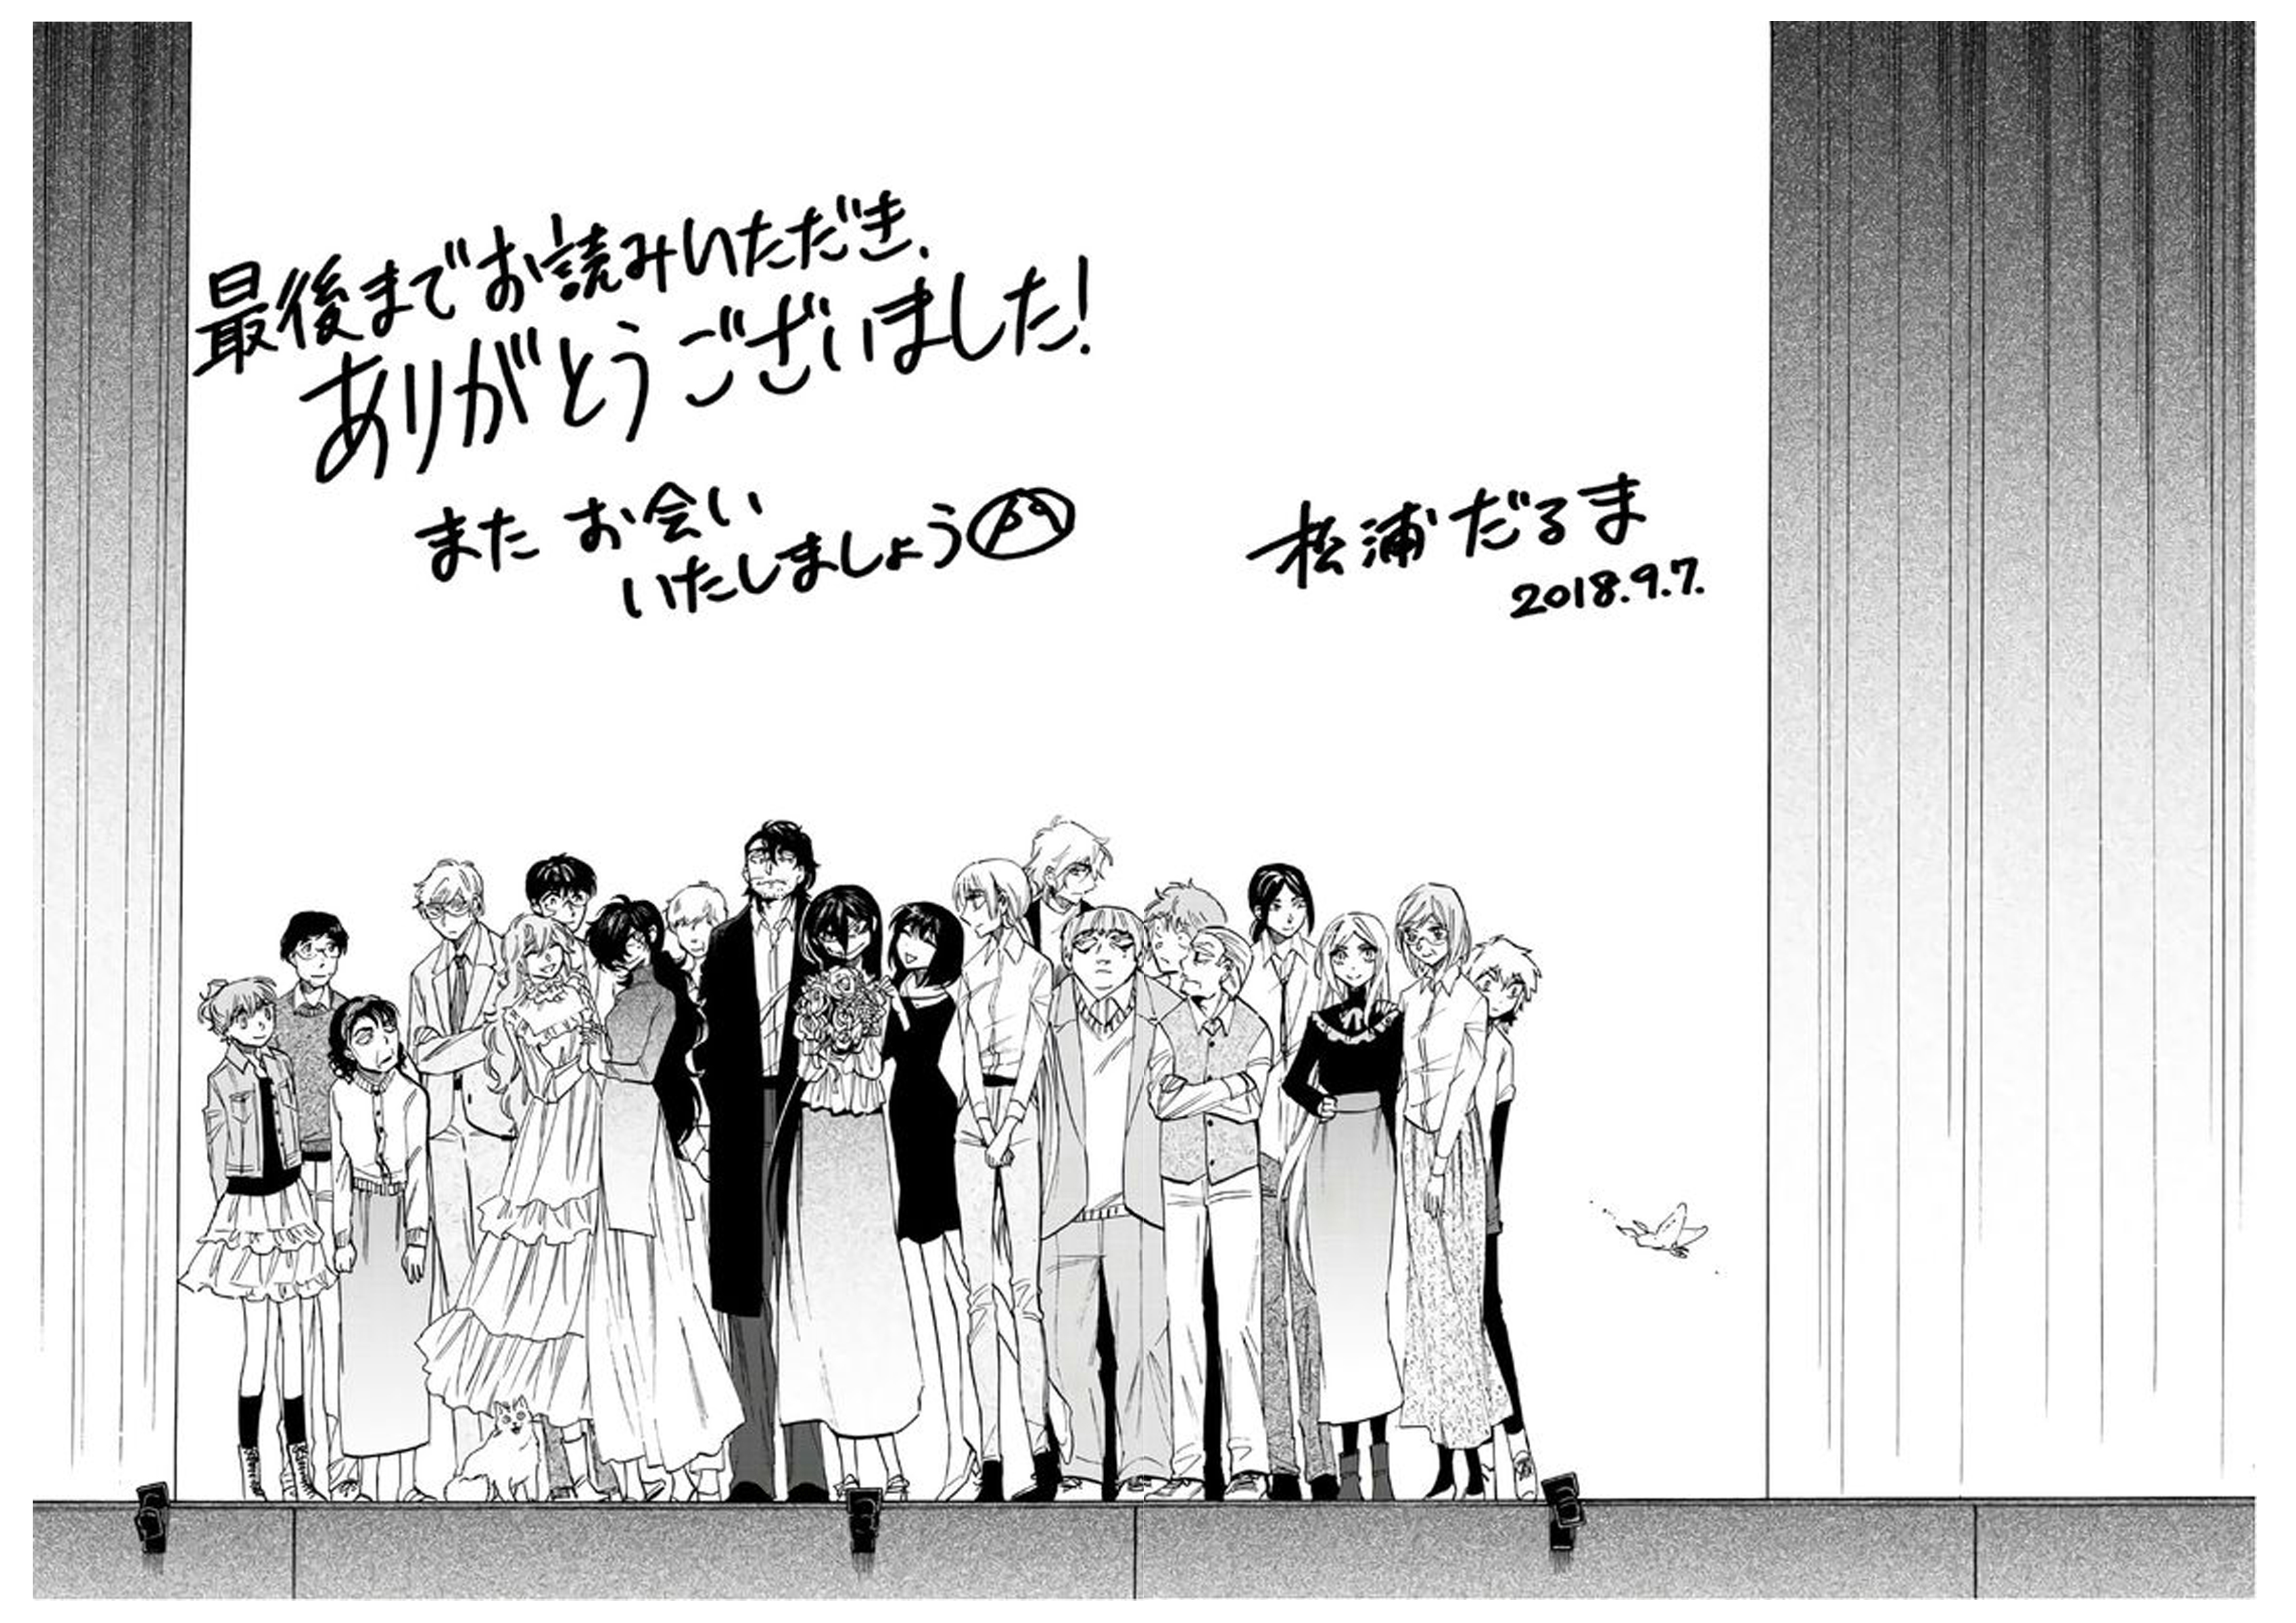 最後までお読みいただき、
ありがとうございました!
また お会い
いたしましょう
松浦だるま
2018.9.7.